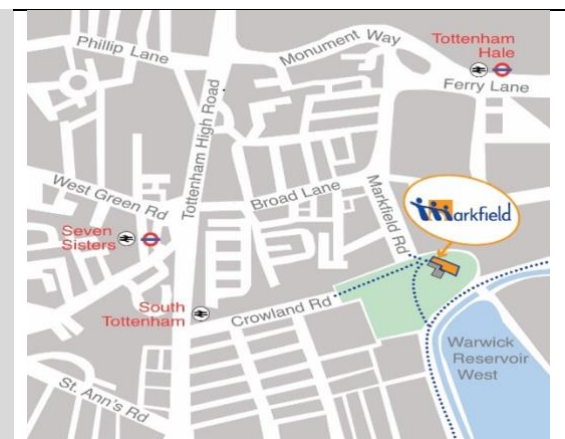 Phillip Lane
Monument Way
Tottenham
Hale
Ferry Lane
Tottenham High Road
West Green Rd
Broad Lane
Markfield Rd
Markfield
Seven
Sisters
South
Tottenham
Crowland Rd
Warwick
Reservoir
West
St. Ann's Rd